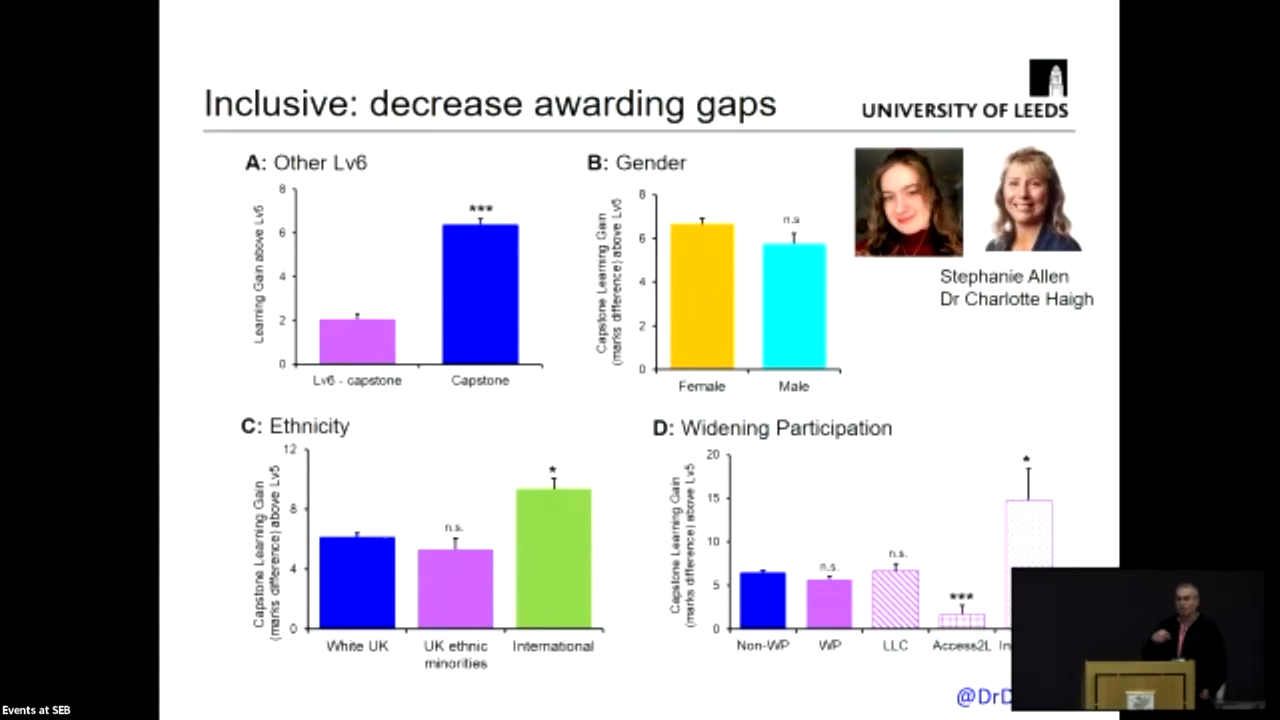 Inclusive: decrease awarding gaps
UNIVERSITY OF LEEDS
A: Other Lv6
Learning Gain above Lv5
8
6
4
2
0
***
Lv6 - capstone
Capstone
B: Gender
Capstone Learning Gain
(marks difference) above Lv5
8
6
4
2
0
n.s
Female
Male
Stephanie Allen
Dr Charlotte Haigh
C: Ethnicity
Capstone Learning Gain
(marks difference) above Lv5
12
8
4
0
n.s.
*
White UK
UK ethnic
minorities
International
D: Widening Participation
Capstone Learning Gain
(marks difference) above Lv5
20
15
10
5
0
n.s.
n.s.
***
*
Non-WP
WP
LLC
Access2L
Events at SEB